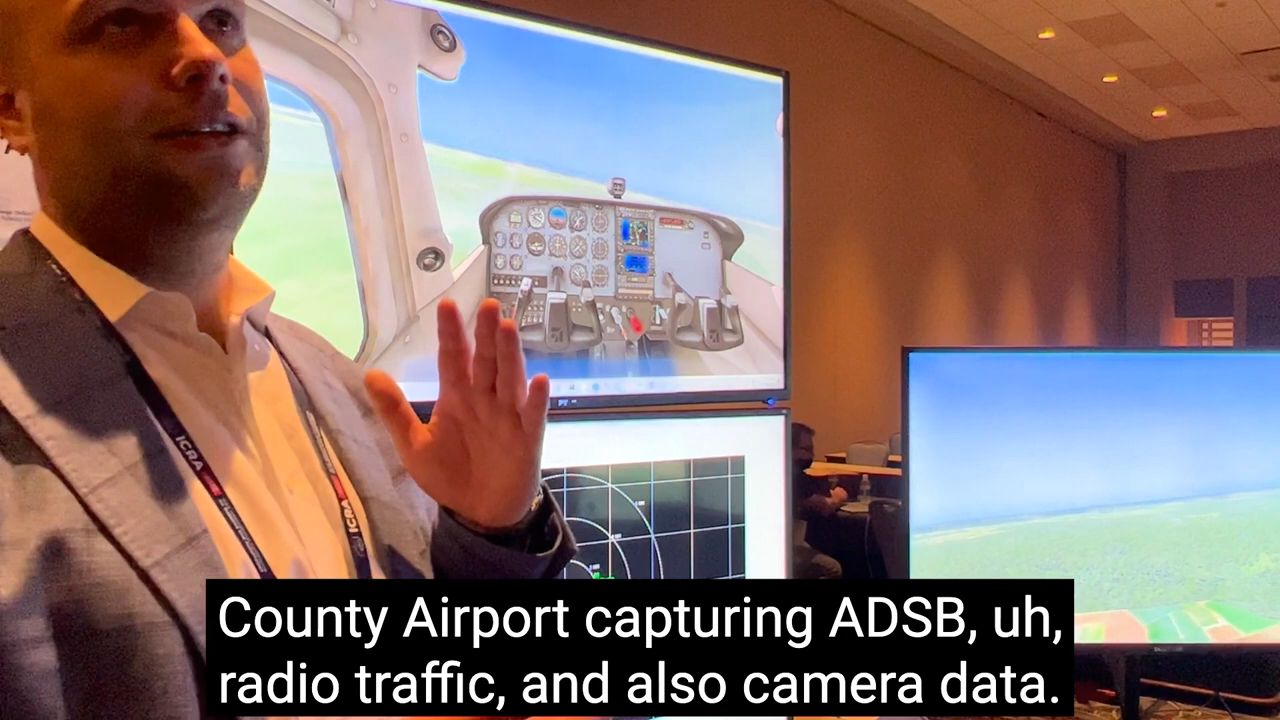 ICRA
ICRA
County Airport capturing ADSB, uh,
radio traffic, and also camera data.